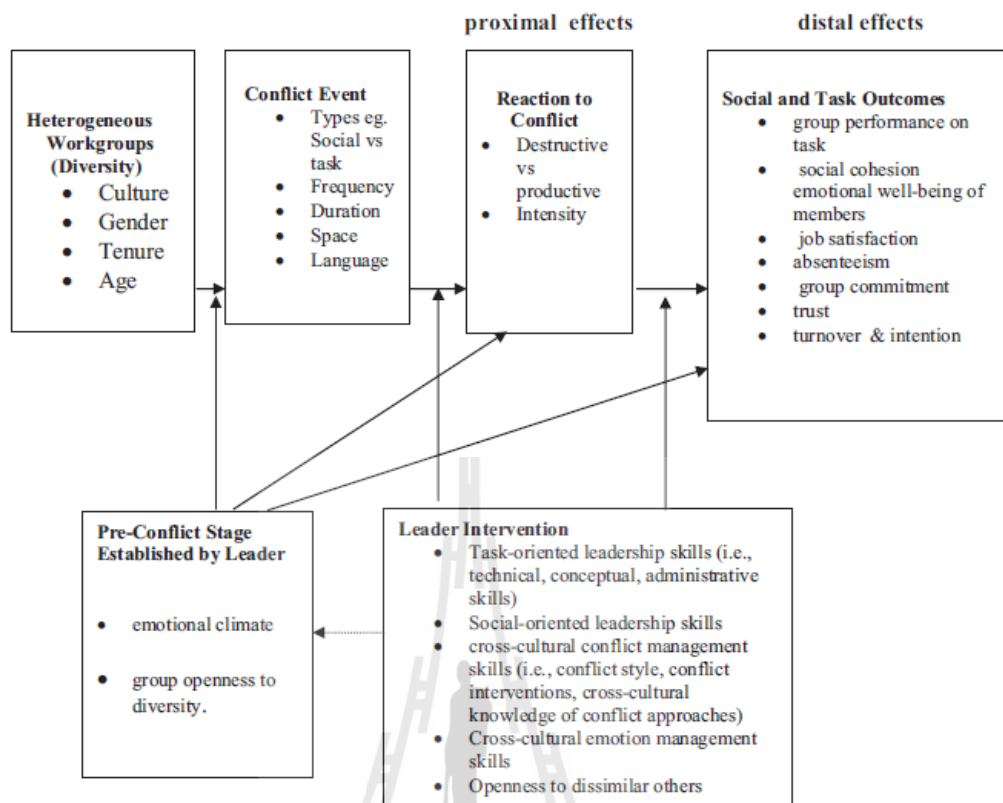 proximal effects
distal effects
Heterogeneous
Workgroups
(Diversity)
• Culture
• Gender
• Tenure
• Age
Conflict Event
• Types eg.
Social vs
task
• Frequency
• Duration
• Space
• Language
Reaction to
Conflict
• Destructive
vs
productive
• Intensity
Social and Task Outcomes
• group performance on
task
• social cohesion
emotional well-being of
members
• job satisfaction
• absenteeism
• group commitment
• trust
• turnover & intention
Pre-Conflict Stage
Established by Leader
• emotional climate
• group openness to
diversity.
Leader Intervention
• Task-oriented leadership skills (i.e.,
technical, conceptual, administrative
skills)
• Social-oriented leadership skills
• cross-cultural conflict management
skills (i.e., conflict style, conflict
interventions, cross-cultural
knowledge of conflict approaches)
• Cross-cultural emotion management
skills
• Openness to dissimilar others